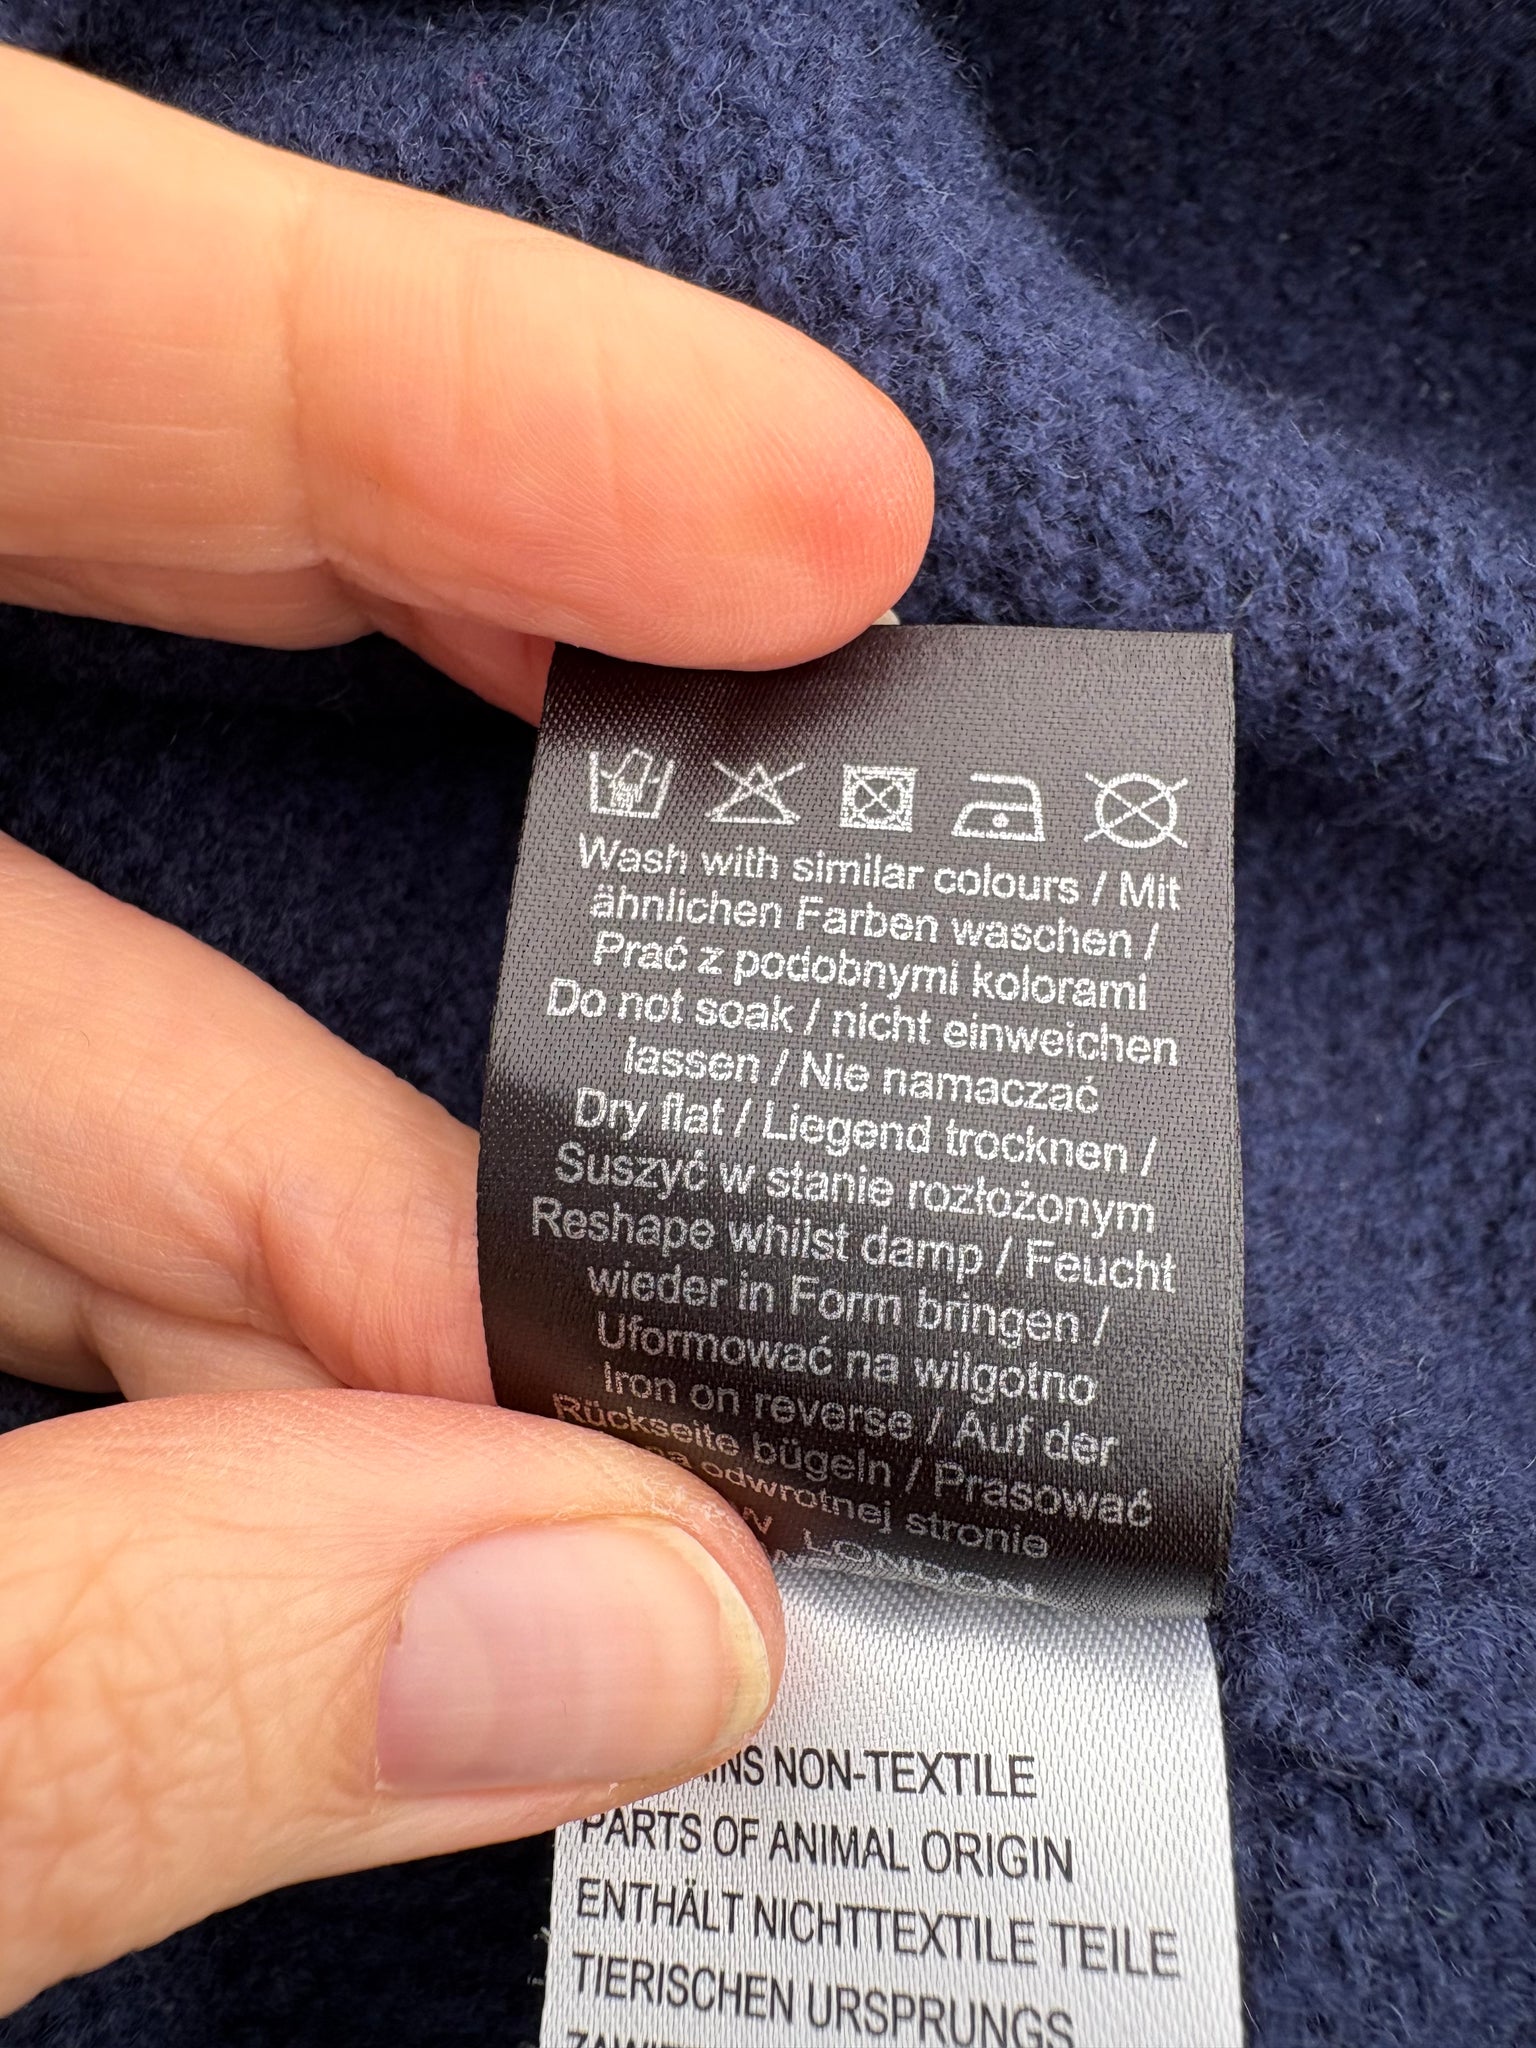 Wash with similar colours / Mit
ähnlichen Farben waschen /
Prać z podobnymi kolorami
Do not soak / nicht einweichen
lassen / Nie namaczać
Dry flat / Liegend trocknen /
Suszyć w stanie rozłożonym
Reshape whilst damp / Feucht
wieder in Form bringen /
Uformować na wilgotno
Iron on reverse / Auf der
Rückseite bügeln / Prasować
na odwrotnej stronie
LONDON
NON-TEXTILE
PARTS OF ANIMAL ORIGIN
ENTHÄLT NICHTTEXTILE TEILE
TIERISCHEN URSPRUNGS